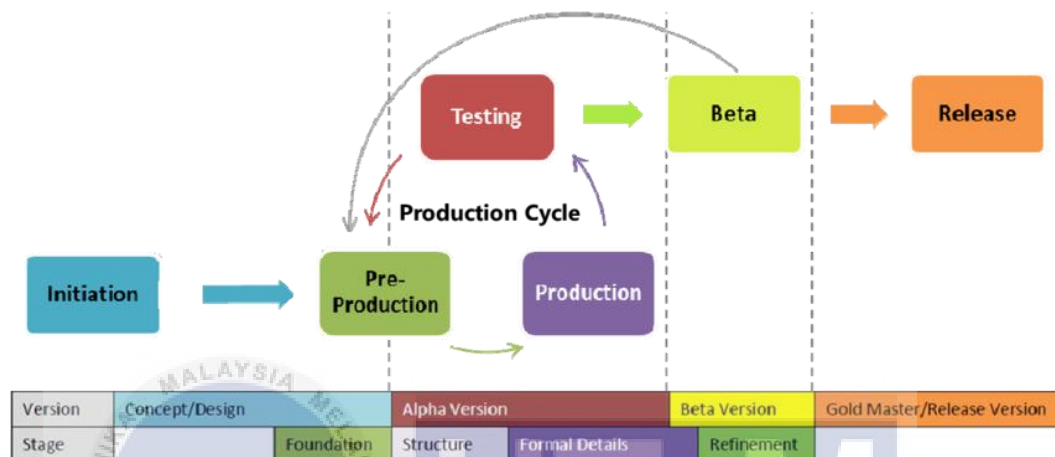 Testing
Beta
Release
Production Cycle
Initiation
Pre-
Production
Production
MALAYSIA
Version Concept/Design Alpha Version Beta Version Gold Master/Release Version
Stage Foundation Structure Formal Details Refinement